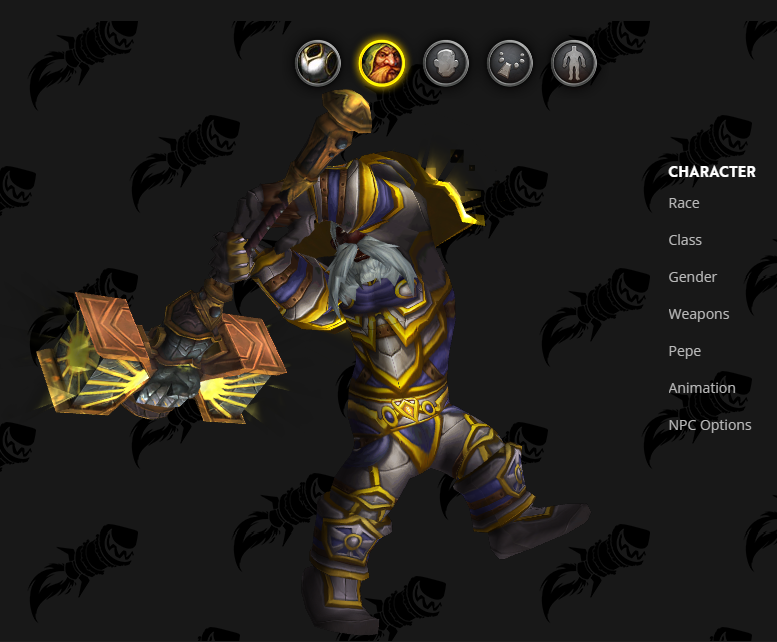 CHARACTER
Race
Class
Gender
Weapons
Pepe
Animation
NPC Options